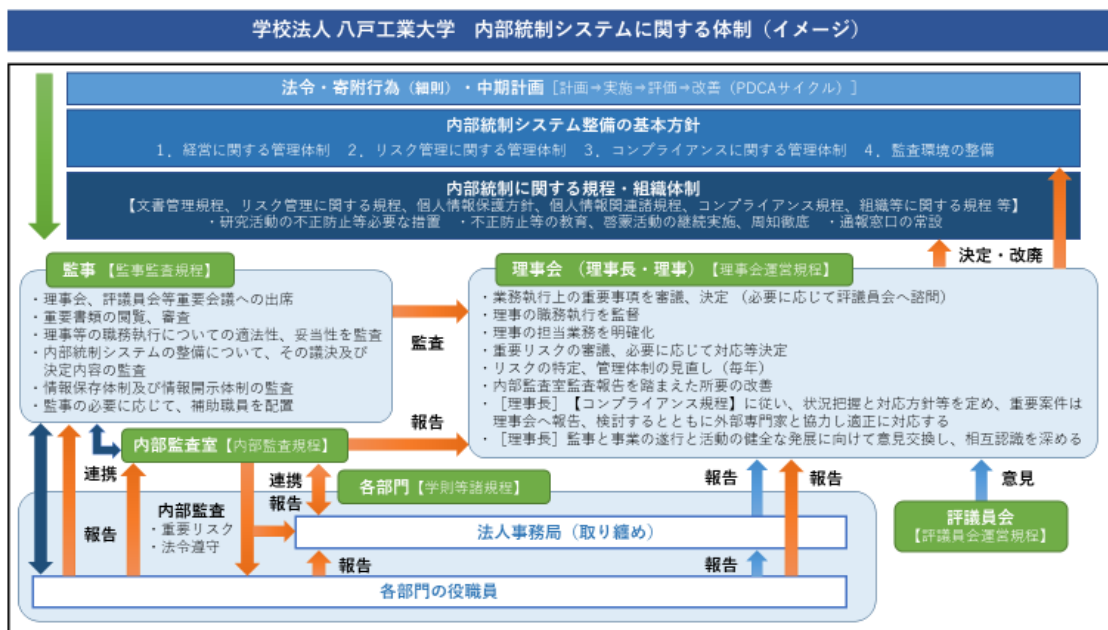 学校法人 八戸工業大学　内部統制システムに関する体制（イメージ）
法令・寄附行為（細則）・中期計画［計画→実施→評価→改善（PDCAサイクル）］
内部統制システム整備の基本方針
1．経営に関する管理体制　2．リスク管理に関する管理体制　3．コンプライアンスに関する管理体制　4．監査環境の整備
内部統制に関する規程・組織体制
【文書管理規程、リスク管理に関する規程、個人情報保護方針、個人情報関連諸規程、コンプライアンス規程、組織等に関する規程 等】
・研究活動の不正防止等必要な措置　・不正防止等の教育、啓蒙活動の継続実施、周知徹底　・通報窓口の常設
決定・改廃
監事【監事監査規程】
・理事会、評議員会等重要会議への出席
・重要書類の閲覧、審査
・理事等の職務執行についての適法性、妥当性を監査
・内部統制システムの整備について、その議決及び
決定内容の監査
・情報保存体制及び情報開示体制の監査
・監事の必要に応じて、補助職員を配置
監査
報告
理事会 （理事長・理事）【理事会運営規程】
・業務執行上の重要事項を審議、決定 （必要に応じて評議員会へ諮問）
・理事の職務執行を監督
・理事の担当業務を明確化
・重要リスクの審議、必要に応じて対応等決定
・リスクの特定、管理体制の見直し（毎年）
・内部監査室監査報告を踏まえた所要の改善
・［理事長］【コンプライアンス規程】に従い、状況把握と対応方針等を定め、重要案件は
理事会へ報告、検討するとともに外部専門家と協力し適正に対応する
・［理事長］監事と事業の遂行と活動の健全な発展に向けて意見交換し、相互認識を深める
内部監査室【内部監査規程】
連携
報告
内部監査
・重要リスク
・法令遵守
連携
報告
各部門【学則等諸規程】
報告
報告
意見
評議員会
【評議員会運営規程】
法人事務局（取り纏め）
報告
報告
各部門の役職員